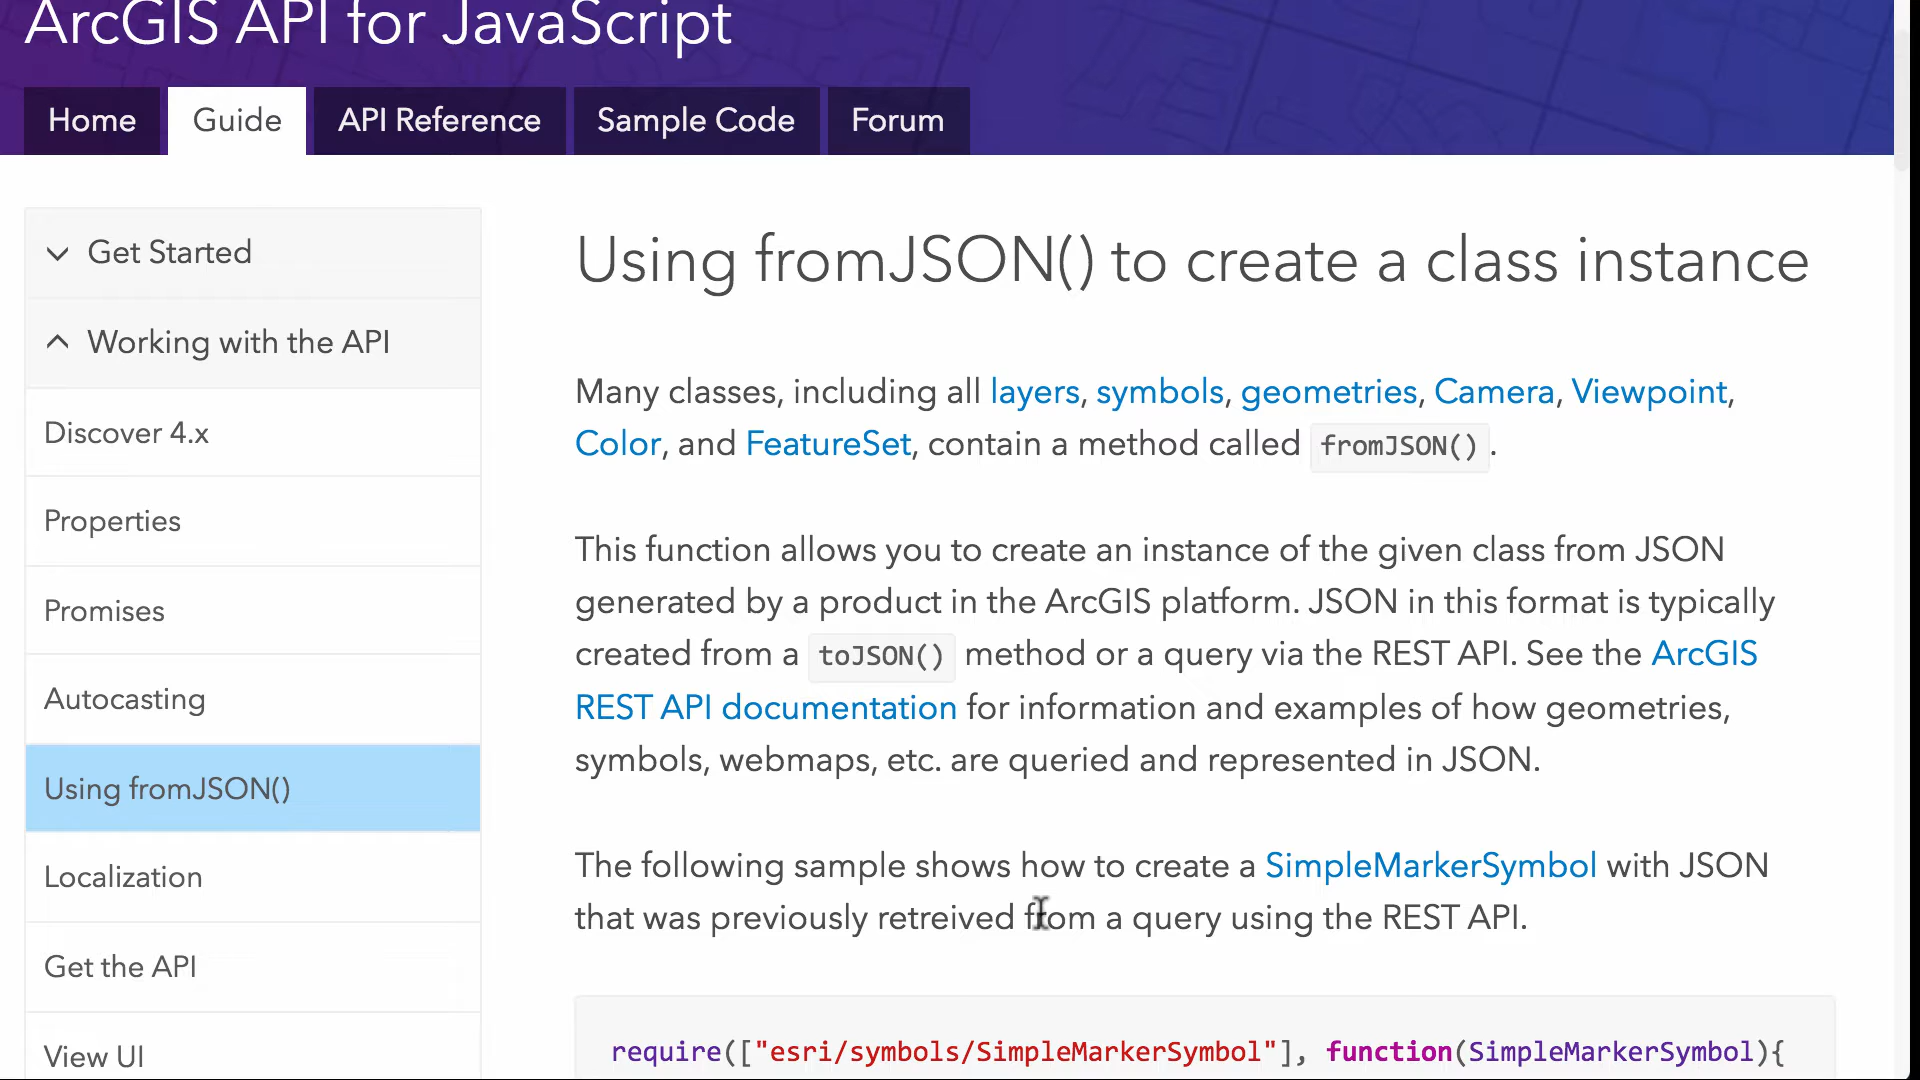 ArcGIS API for JavaScript
Home
Guide
API Reference
Sample Code
Forum
Get Started
Working with the API
Discover 4.x
Properties
Promises
Autocasting
Using fromJSON()
Localization
Get the API
View UI
Using fromJSON() to create a class instance
Many classes, including all layers, symbols, geometries, Camera, Viewpoint,
Color, and FeatureSet, contain a method called fromJSON().
This function allows you to create an instance of the given class from JSON
generated by a product in the ArcGIS platform. JSON in this format is typically
created from a toJSON() method or a query via the REST API. See the ArcGIS
REST API documentation for information and examples of how geometries,
symbols, webmaps, etc. are queried and represented in JSON.
The following sample shows how to create a SimpleMarkerSymbol with JSON
that was previously retreived from a query using the REST API.
require(["esri/symbols/SimpleMarkerSymbol"], function(SimpleMarkerSymbol){